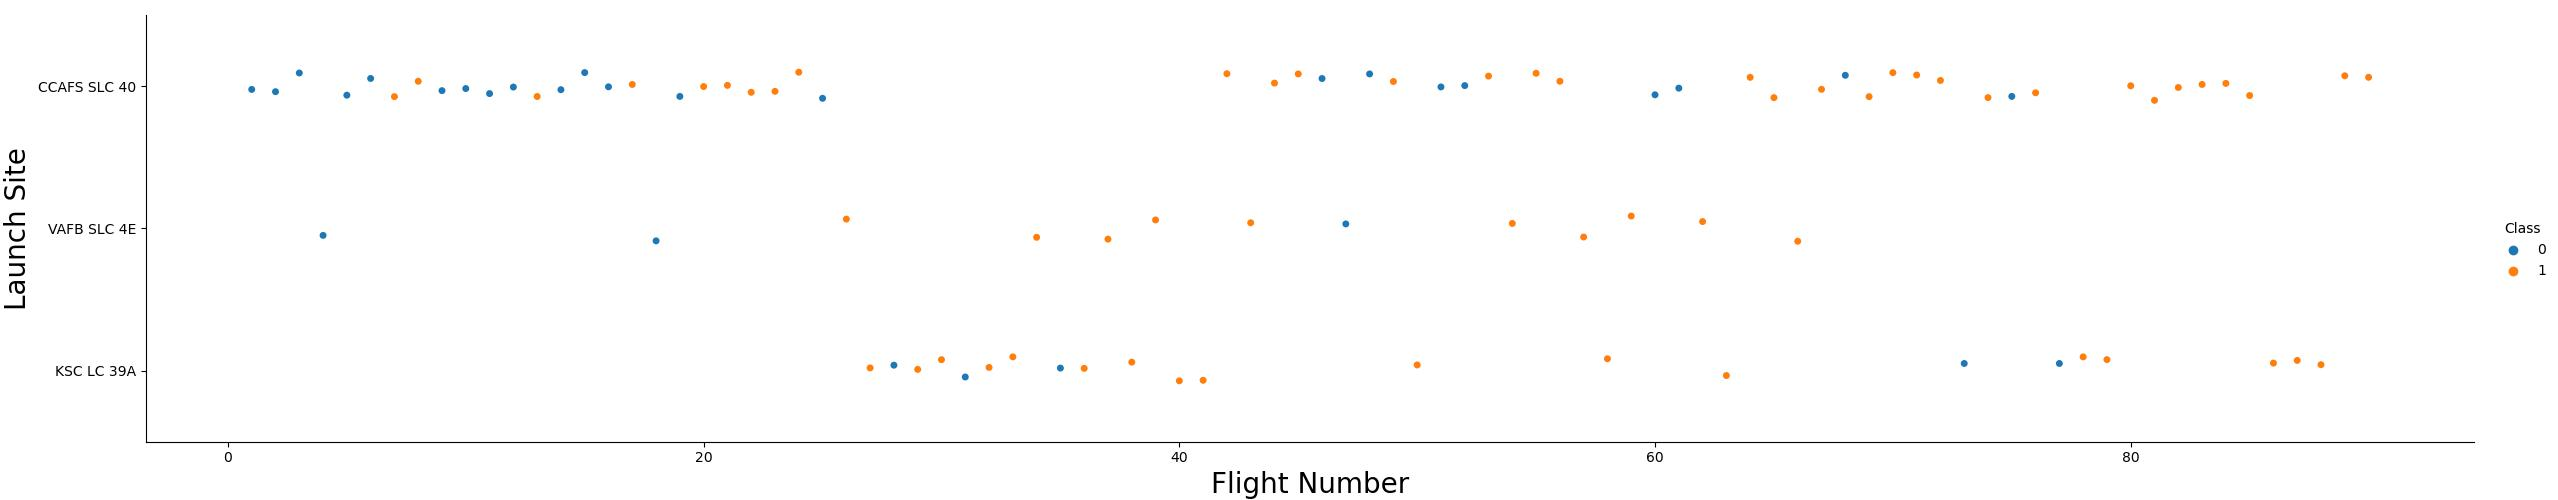 Launch Site
CCAFS SLC 40
VAFB SLC 4E
KSC LC 39A
0 20 40 60 80
Flight Number
Class
0
1